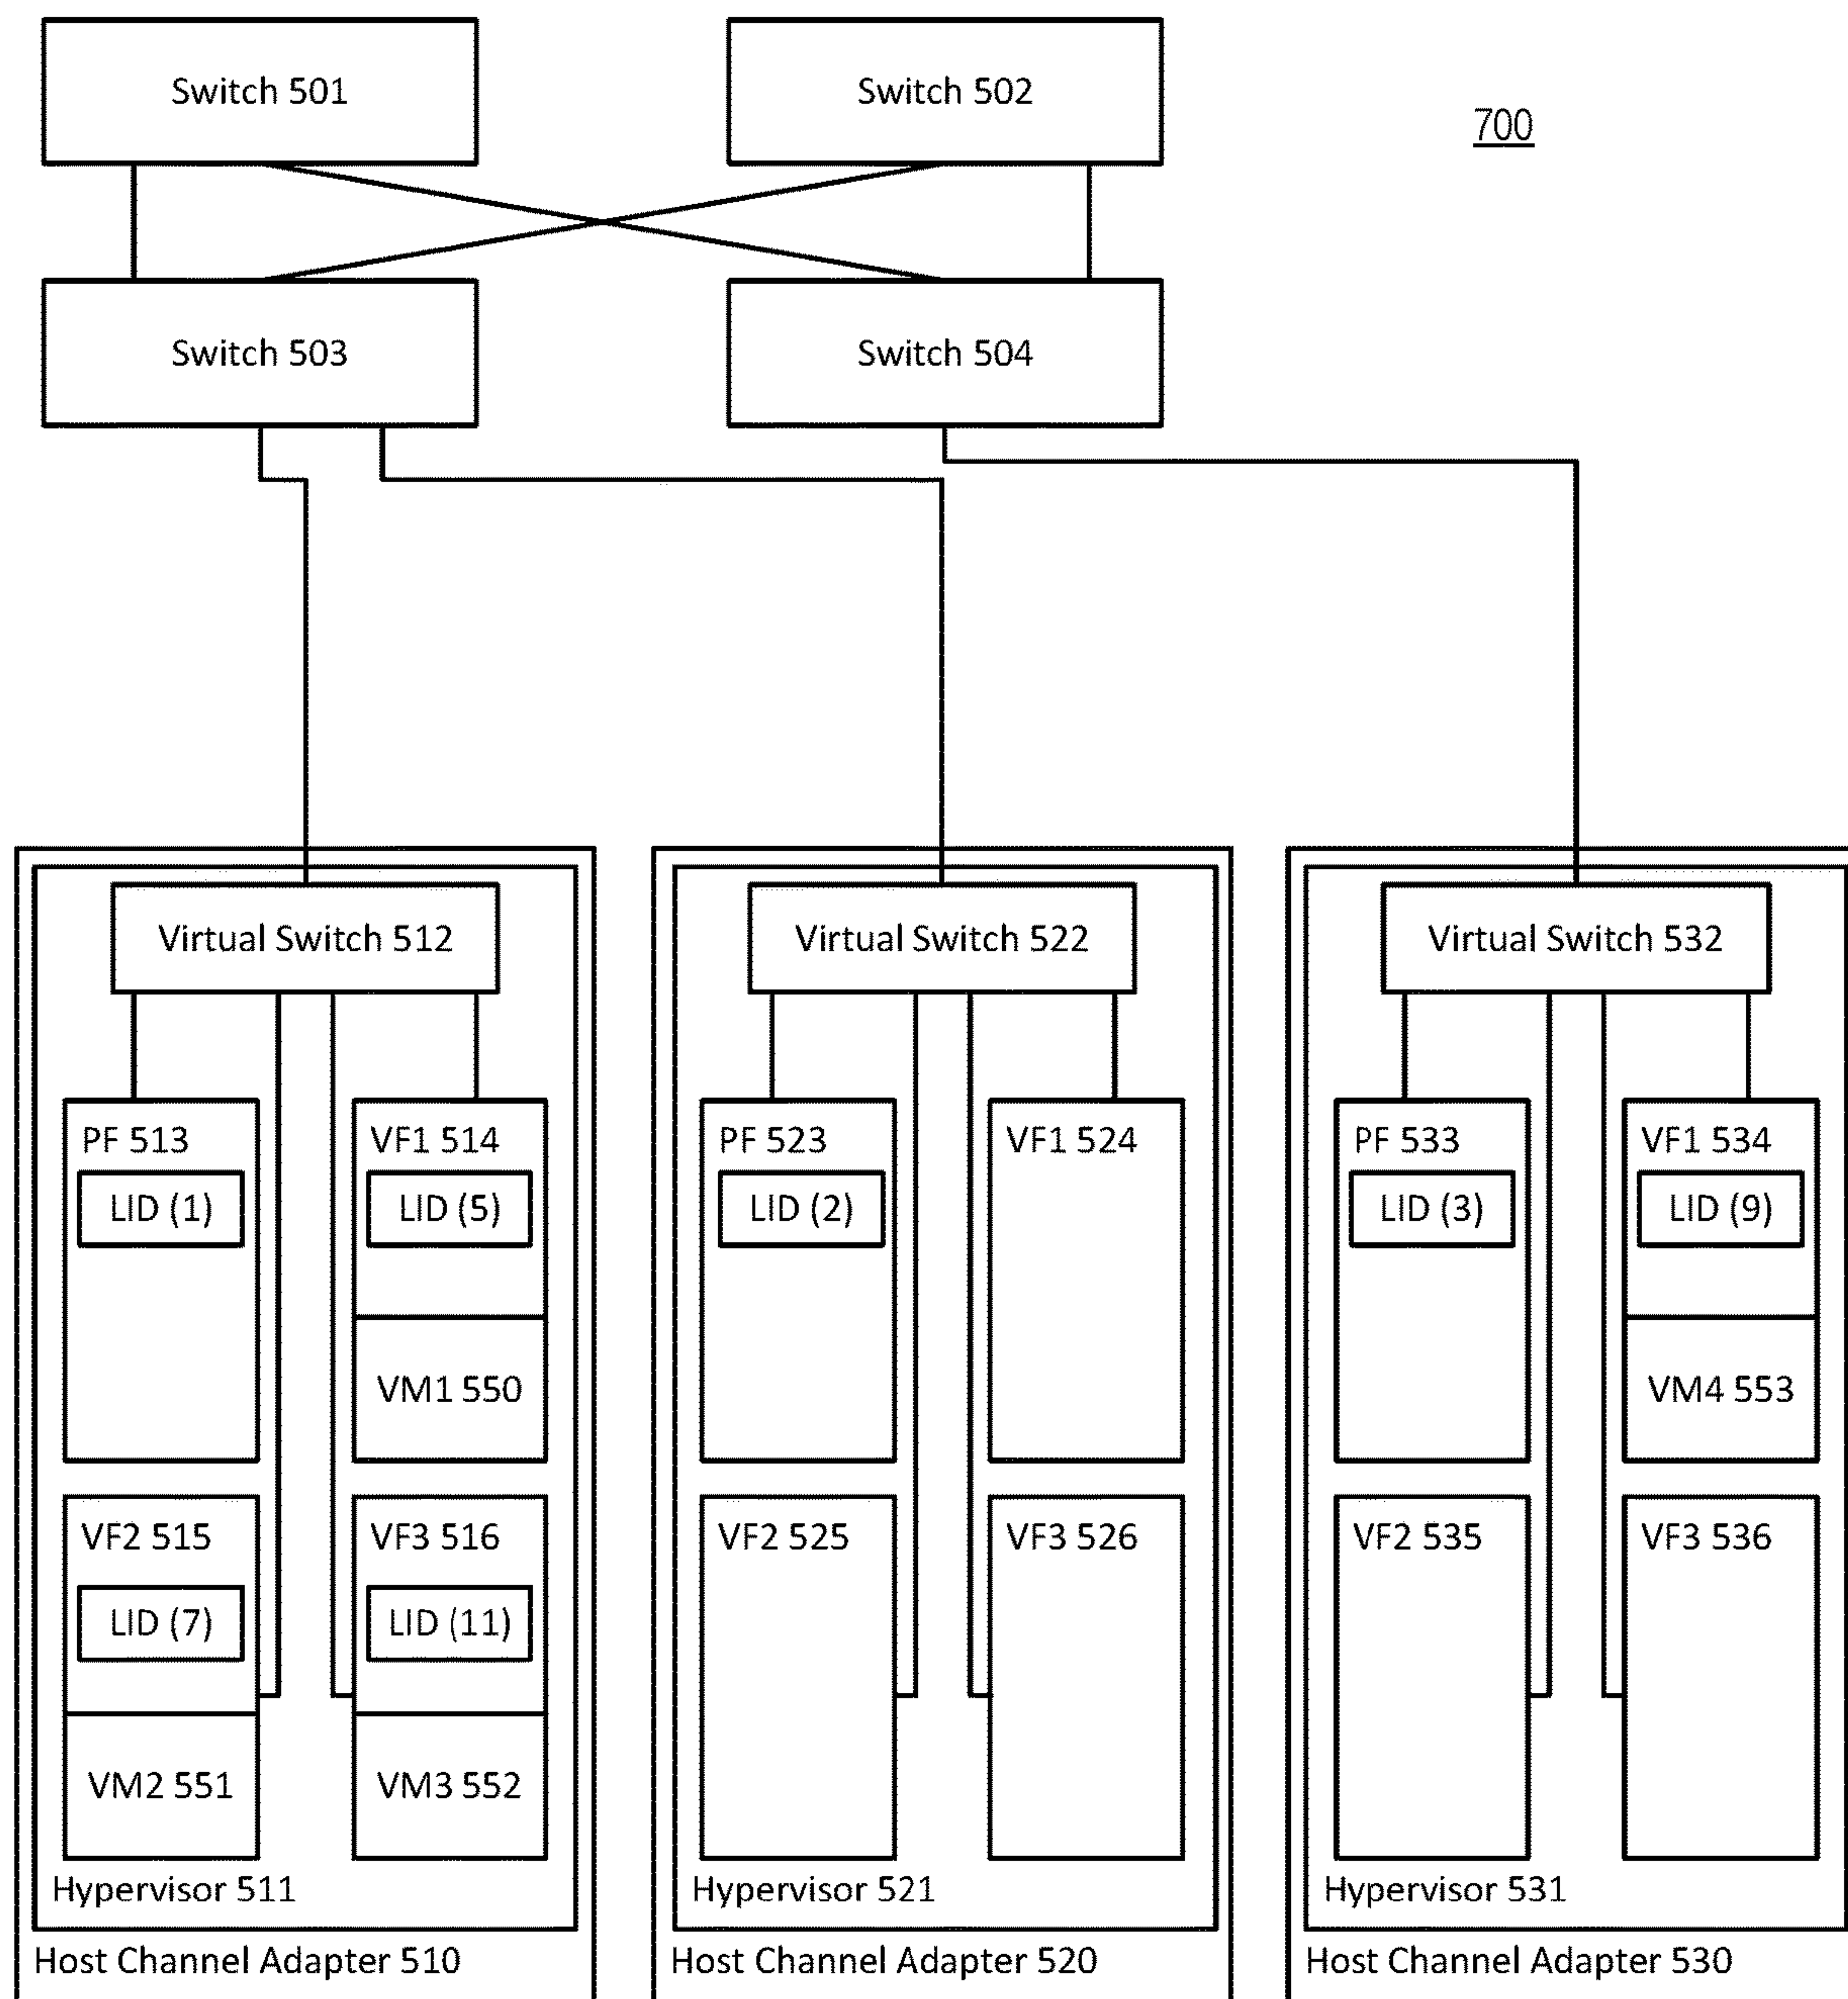 Switch 501
Switch 502
700
Switch 503
Switch 504
Virtual Switch 512
Virtual Switch 522
Virtual Switch 532
PF 513
LID (1)
VF1 514
LID (5)
VM1 550
PF 523
LID (2)
VF1 524
PF 533
LID (3)
VF1 534
LID (9)
VM4 553
VF2 515
LID (7)
VM2 551
VF3 516
LID (11)
VM3 552
VF2 525
VF3 526
VF2 535
VF3 536
Hypervisor 511
Hypervisor 521
Hypervisor 531
Host Channel Adapter 510
Host Channel Adapter 520
Host Channel Adapter 530